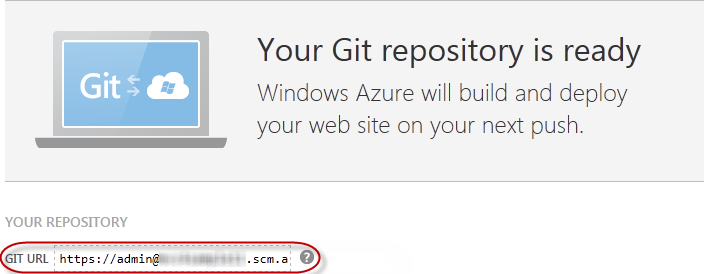 Git
Your Git repository is ready
Windows Azure will build and deploy
your web site on your next push.
YOUR REPOSITORY
GIT URL https://admin@ .scm.a ?